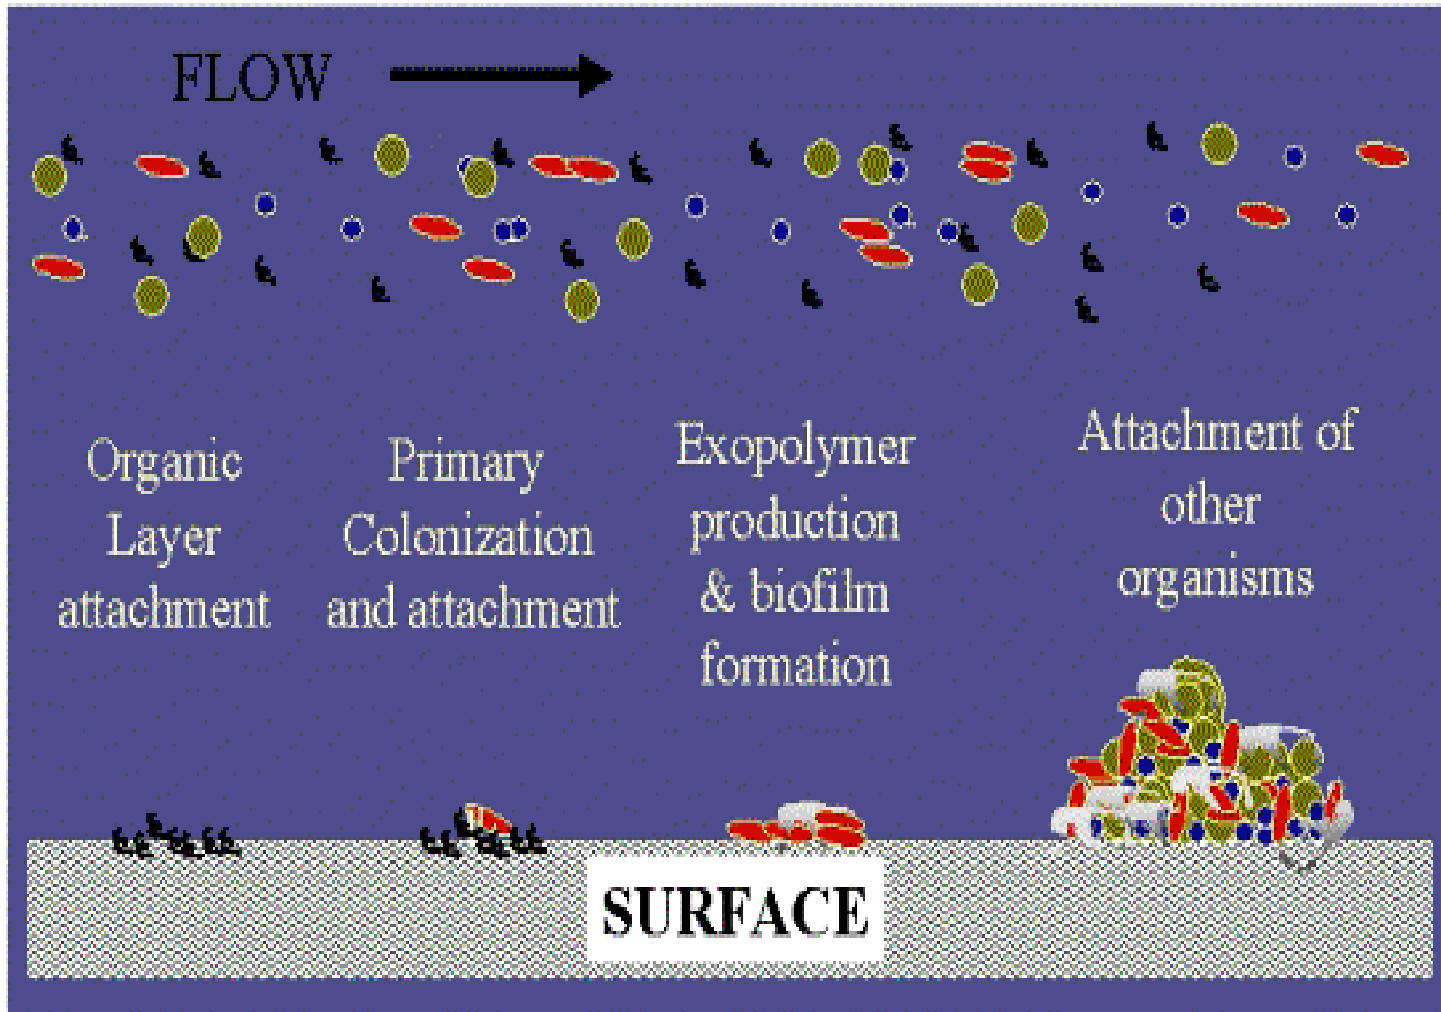 FLOW
Organic
Layer
attachment
Primary
Colonization
and attachment
Exopolymer
production
& biofilm
formation
Attachment of
other
organisms
SURFACE